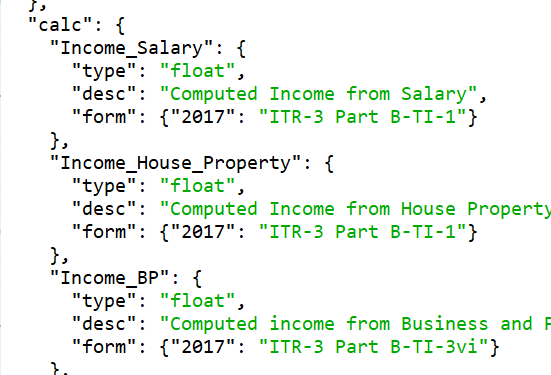 },
"calc": {
"Income_Salary": {
"type": "float",
"desc": "Computed Income from Salary",
"form": {"2017": "ITR-3 Part B-TI-1"}
},
"Income_House_Property": {
"type": "float",
"desc": "Computed Income from House Property
"form": {"2017": "ITR-3 Part B-TI-1"}
},
"Income_BP": {
"type": "float",
"desc": "Computed income from Business and
"form": {"2017": "ITR-3 Part B-TI-3vi"}
},